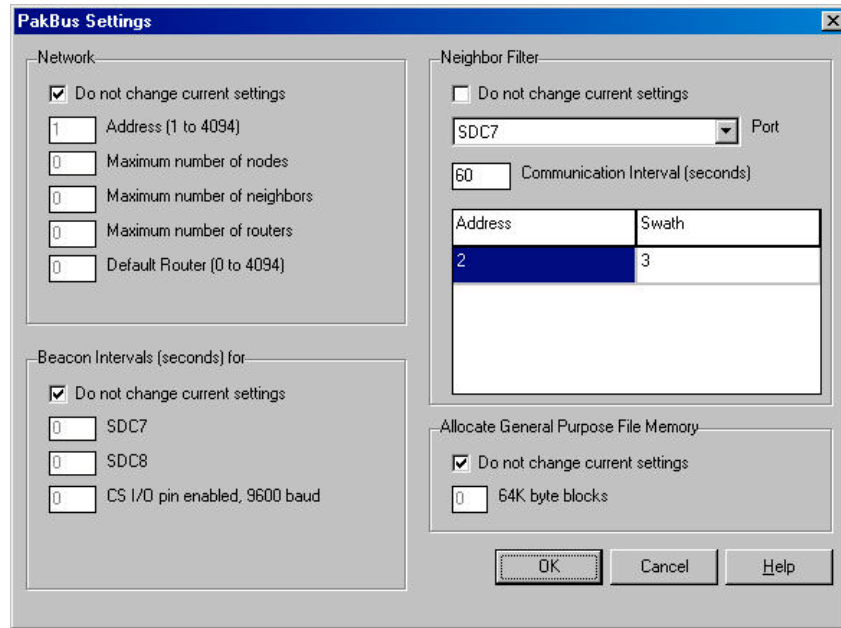 PakBus Settings
Network
Do not change current settings
1 Address (1 to 4094)
0 Maximum number of nodes
0 Maximum number of neighbors
0 Maximum number of routers
0 Default Router (0 to 4094)
Beacon Intervals (seconds) for
Do not change current settings
0 SDC7
0 SDC8
0 CS I/O pin enabled, 9600 baud
Neighbor Filter
Do not change current settings
SDC7 Port
60 Communication Interval (seconds)
Address Swath
2 3
Allocate General Purpose File Memory
Do not change current settings
0 64K byte blocks
OK Cancel Help